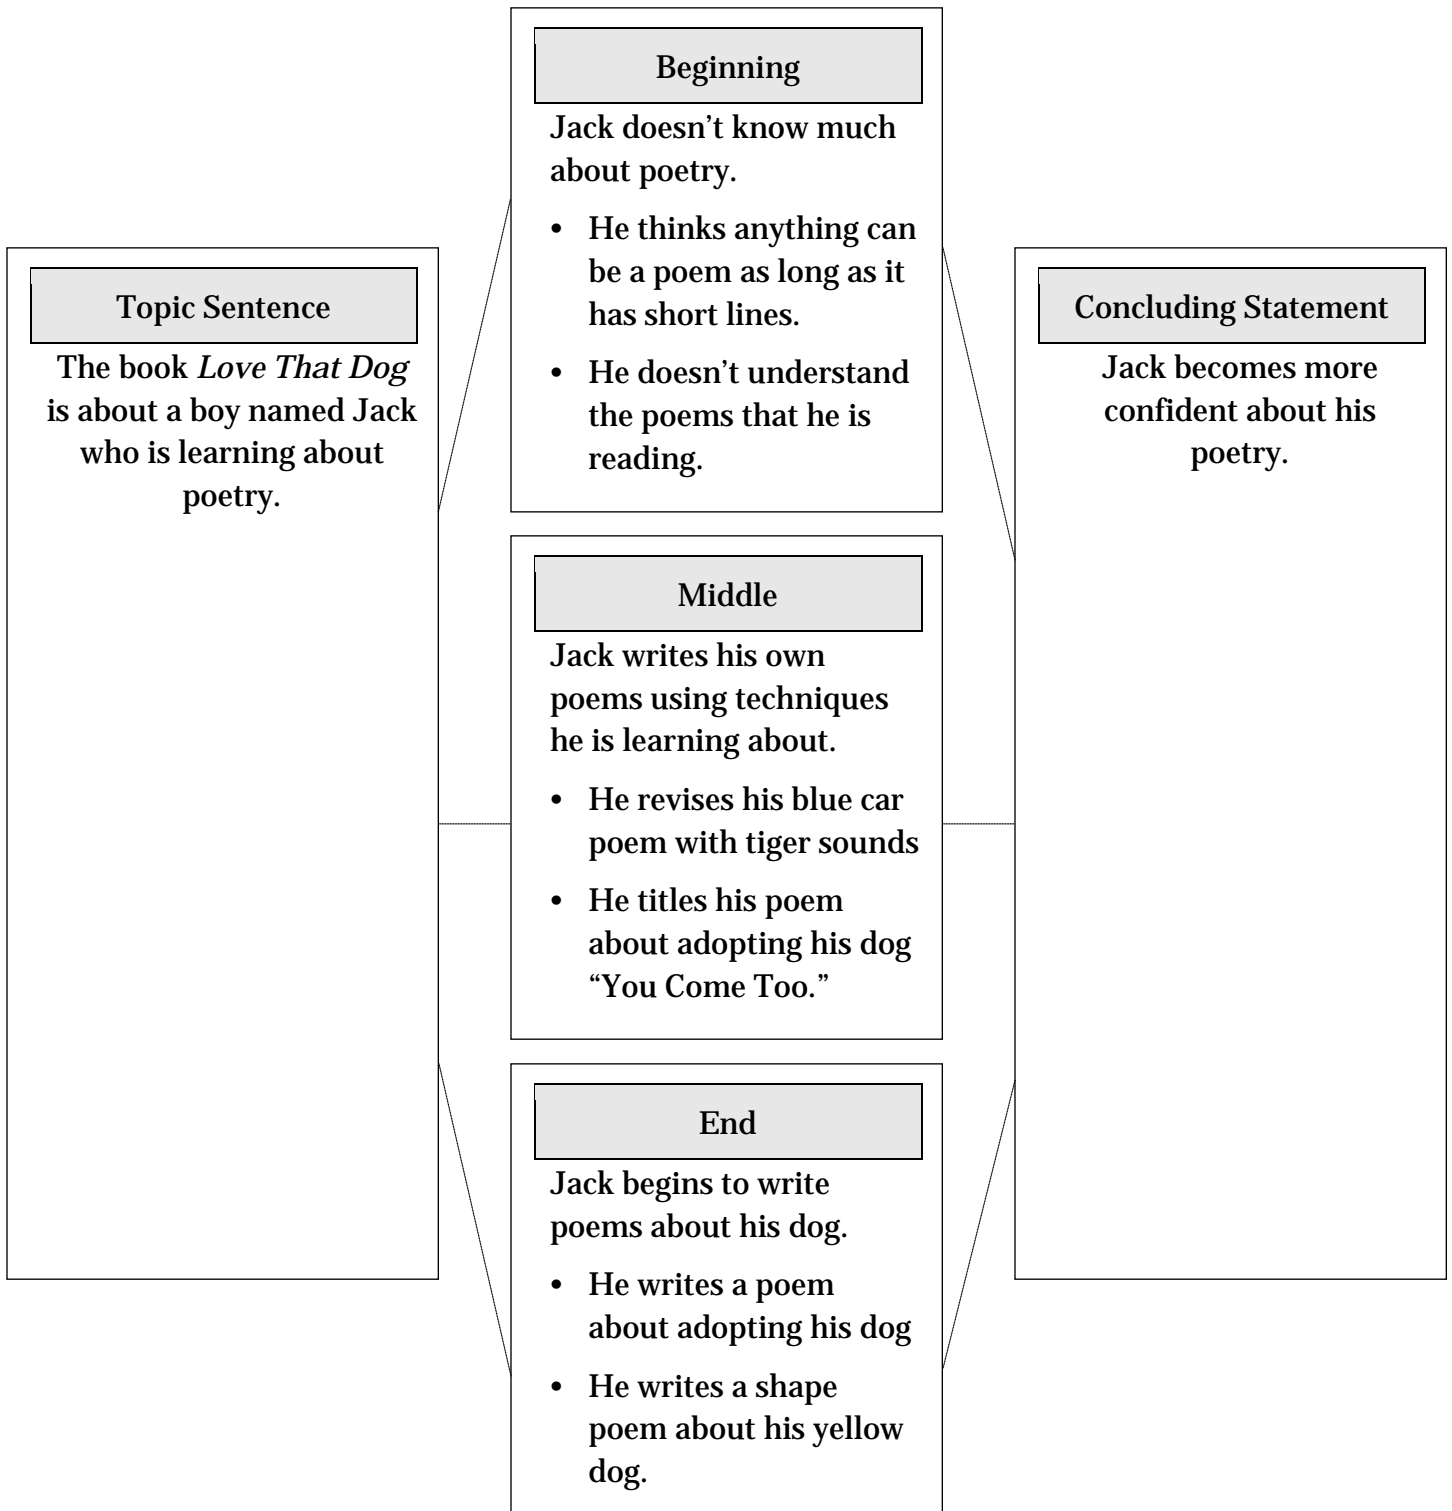 Topic Sentence
The book Love That Dog
is about a boy named Jack
who is learning about
poetry.
Beginning
Jack doesn't know much
about poetry.
• He thinks anything can
be a poem as long as it
has short lines.
• He doesn't understand
the poems that he is
reading.
Middle
Jack writes his own
poems using techniques
he is learning about.
• He revises his blue car
poem with tiger sounds
• He titles his poem
about adopting his dog
“You Come Too.”
End
Jack begins to write
poems about his dog.
• He writes a poem
about adopting his dog
• He writes a shape
poem about his yellow
dog.
Concluding Statement
Jack becomes more
confident about his
poetry.